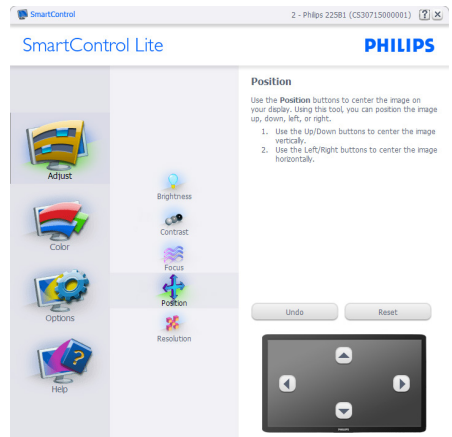 SmartControl
2 - Philips 225B1 (CS30715000001)
?
SmartControl Lite
PHILIPS
Adjust
Color
Options
Help
Brightness
Contrast
Focus
Position
Resolution
Position
Use the Position buttons to center the image on
your display. Using this tool, you can position the image
up, down, left, or right.
1. Use the Up/Down buttons to center the image
vertically.
2. Use the Left/Right buttons to center the image
horizontally.
Undo
Reset
PHILIPS